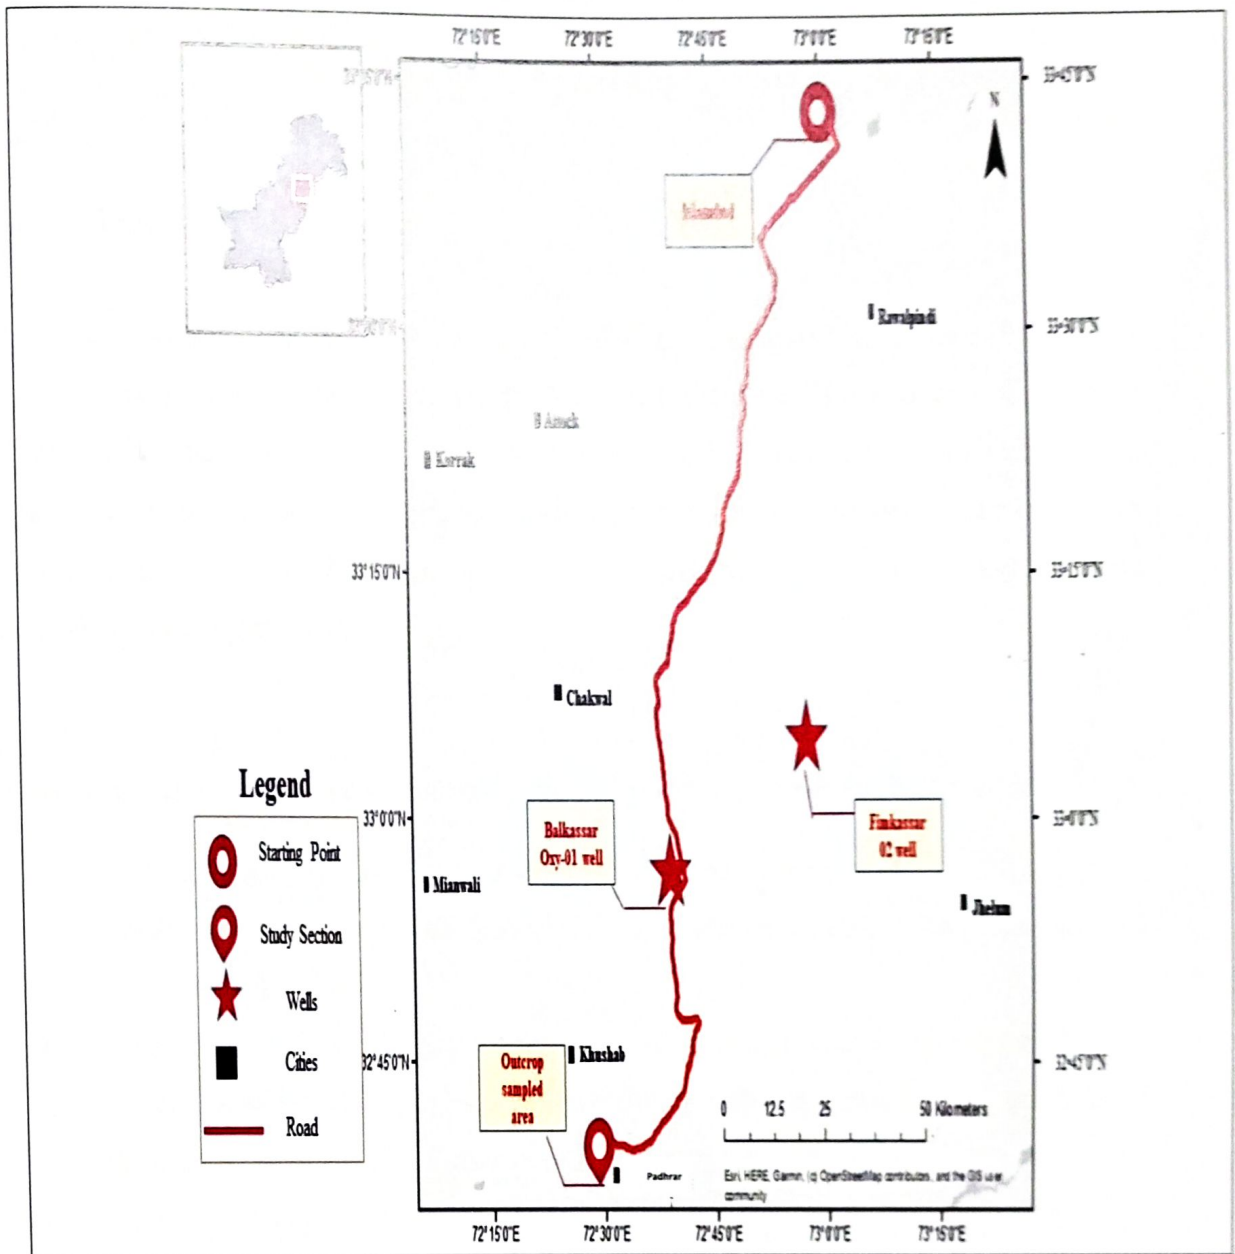 72°15'0"E 72°30'0"E 72°45'0"E 73°0'0"E 73°15'0"E
33°45'0"N
N
Islamabad
Rawalpindi
33°30'0"N
Attock
33°15'0"N
33°15'0"N
Chakwal
Legend
Starting Point
Study Section
Wells
Cities
Road
33°0'0"N
33°0'0"N
Balkassar
Oxy-01 well
Fimkassar
02 well
Mianwali
Jhelum
32°45'0"N
32°45'0"N
Khushab
Outcrop
sampled
area
0 12.5 25 50 Kilometers
Padhrar
Esri, HERE, Garmin, (c) OpenStreetMap contributors, and the GIS user
community
72°15'0"E 72°30'0"E 72°45'0"E 73°0'0"E 73°15'0"E